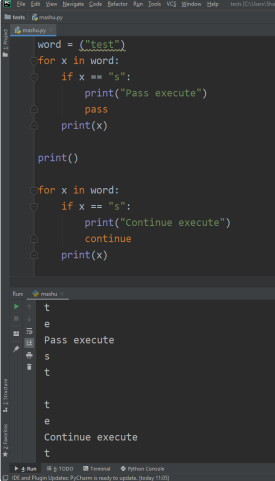 File Edit View Navigate Code Refactor Run Tools VCS Window Help
tests mashu.py
mashu.py
1: Project
word = ("test")
for x in word:
if x == "s":
print("Pass execute")
pass
print(x)
print()
for x in word:
if x == "s":
print("Continue execute")
continue
print(x)
Run: mashu
t
e
Pass execute
s
t
t
e
Continue execute
t
Z: Structure
2: Favorites
4: Run 6: TODO Terminal Python Console
IDE and Plugin Updates: PyCharm is ready to update. (today 11:05)